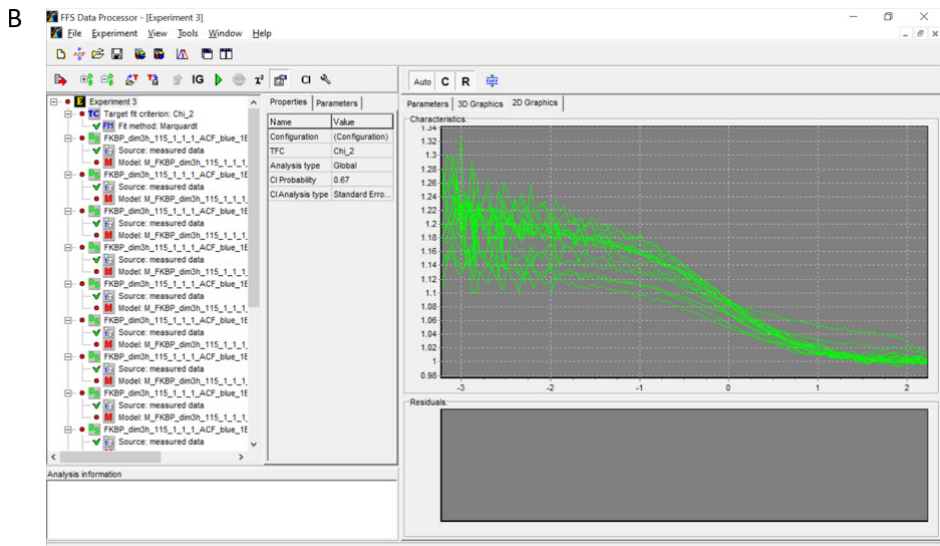 B
FFS Data Processor - [Experiment 3]
File Experiment View Tools Window Help
IG χ² CI
Auto C R
Experiment 3
TC Target fit criterion: Chi_2
FM Fit method: Marquardt
FKBP_dim3h_115_1_1_1_ACF_blue_1E
Source: measured data
M Model: M_FKBP_dim3h_115_1_1_1_
FKBP_dim3h_115_1_1_1_ACF_blue_1E
Source: measured data
M Model: M_FKBP_dim3h_115_1_1_1_
FKBP_dim3h_115_1_1_1_ACF_blue_1E
Source: measured data
M Model: M_FKBP_dim3h_115_1_1_1_
FKBP_dim3h_115_1_1_1_ACF_blue_1E
Source: measured data
M Model: M_FKBP_dim3h_115_1_1_1_
FKBP_dim3h_115_1_1_1_ACF_blue_1E
Source: measured data
M Model: M_FKBP_dim3h_115_1_1_1_
FKBP_dim3h_115_1_1_1_ACF_blue_1E
Source: measured data
M Model: M_FKBP_dim3h_115_1_1_1_
FKBP_dim3h_115_1_1_1_ACF_blue_1E
Source: measured data
M Model: M_FKBP_dim3h_115_1_1_1_
FKBP_dim3h_115_1_1_1_ACF_blue_1E
Source: measured data
M Model: M_FKBP_dim3h_115_1_1_1_
FKBP_dim3h_115_1_1_1_ACF_blue_1E
Source: measured data
Properties Parameters
Name Value
Configuration (Configuration)
TFC Chi_2
Analysis type Global
CI Probability 0.67
CI Analysis type Standard Erro...
Parameters 3D Graphics 2D Graphics
Characteristics:
1.34
1.3
1.28
1.26
1.24
1.22
1.2
1.18
1.16
1.14
1.12
1.1
1.08
1.06
1.04
1.02
1
0.98
-3 -2 -1 0 1 2
Residuals:
Analysis information